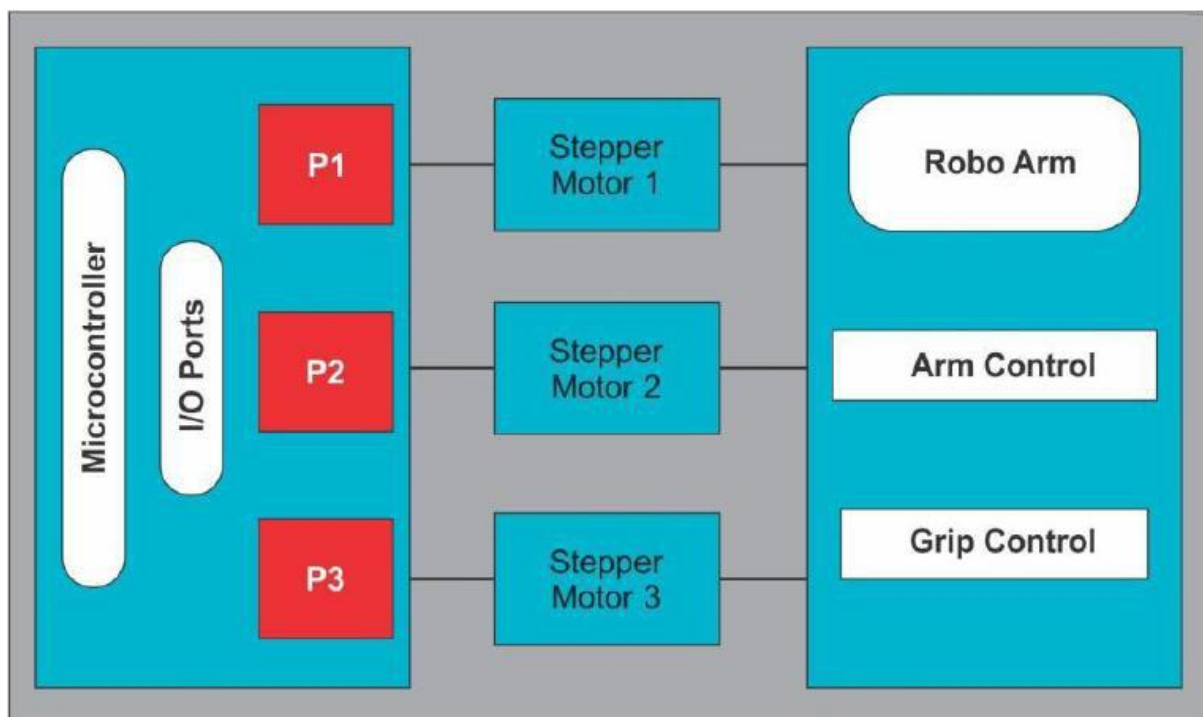 Microcontroller
I/O Ports
P1
P2
P3
Stepper
Motor 1
Stepper
Motor 2
Stepper
Motor 3
Robo Arm
Arm Control
Grip Control